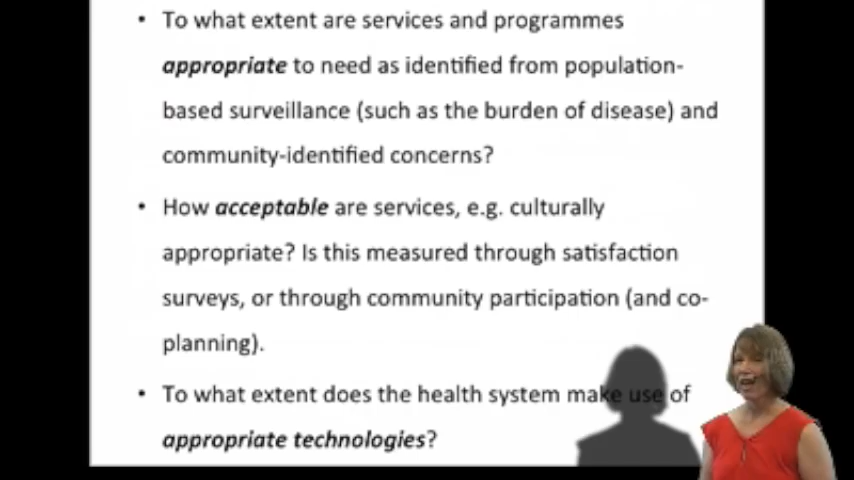 • To what extent are services and programmes
appropriate to need as identified from population-
based surveillance (such as the burden of disease) and
community-identified concerns?
• How acceptable are services, e.g. culturally
appropriate? Is this measured through satisfaction
surveys, or through community participation (and co-
planning).
• To what extent does the health system make use of
appropriate technologies?